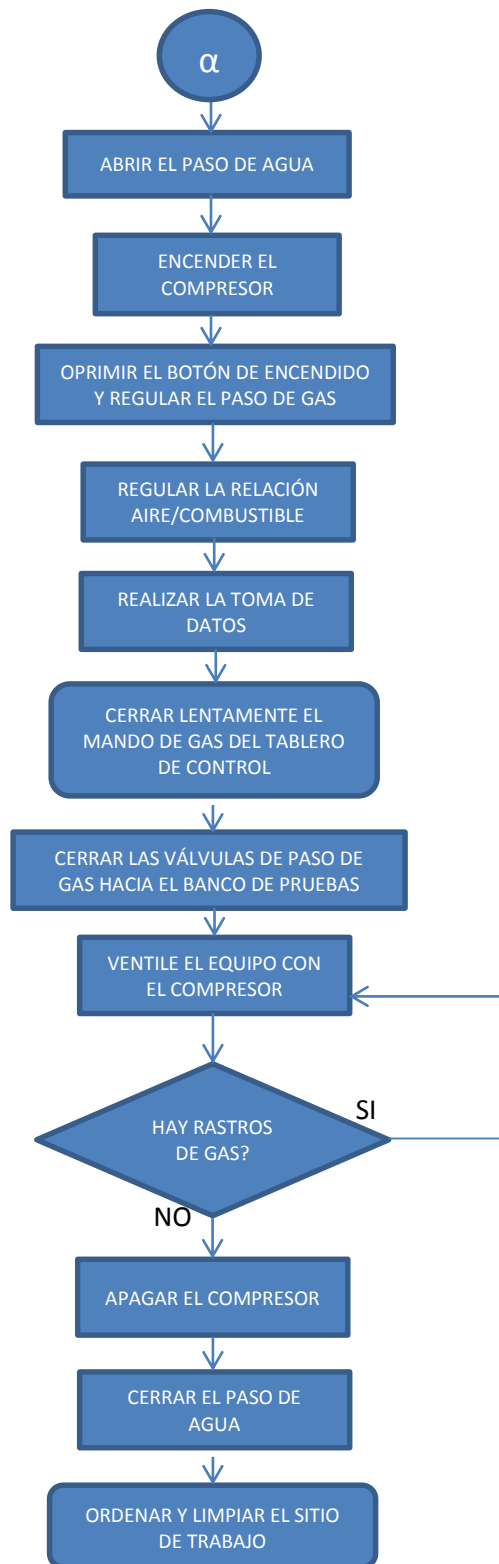 α
ABRIR EL PASO DE AGUA
ENCENDER EL
COMPRESOR
OPRIMIR EL BOTÓN DE ENCENDIDO
Y REGULAR EL PASO DE GAS
REGULAR LA RELACIÓN
AIRE/COMBUSTIBLE
REALIZAR LA TOMA DE
DATOS
CERRAR LENTAMENTE EL
MANDO DE GAS DEL TABLERO
DE CONTROL
CERRAR LAS VÁLVULAS DE PASO DE
GAS HACIA EL BANCO DE PRUEBAS
VENTILE EL EQUIPO CON
EL COMPRESOR
HAY RASTROS
DE GAS?
SI
NO
APAGAR EL COMPRESOR
CERRAR EL PASO DE
AGUA
ORDENAR Y LIMPIAR EL SITIO
DE TRABAJO